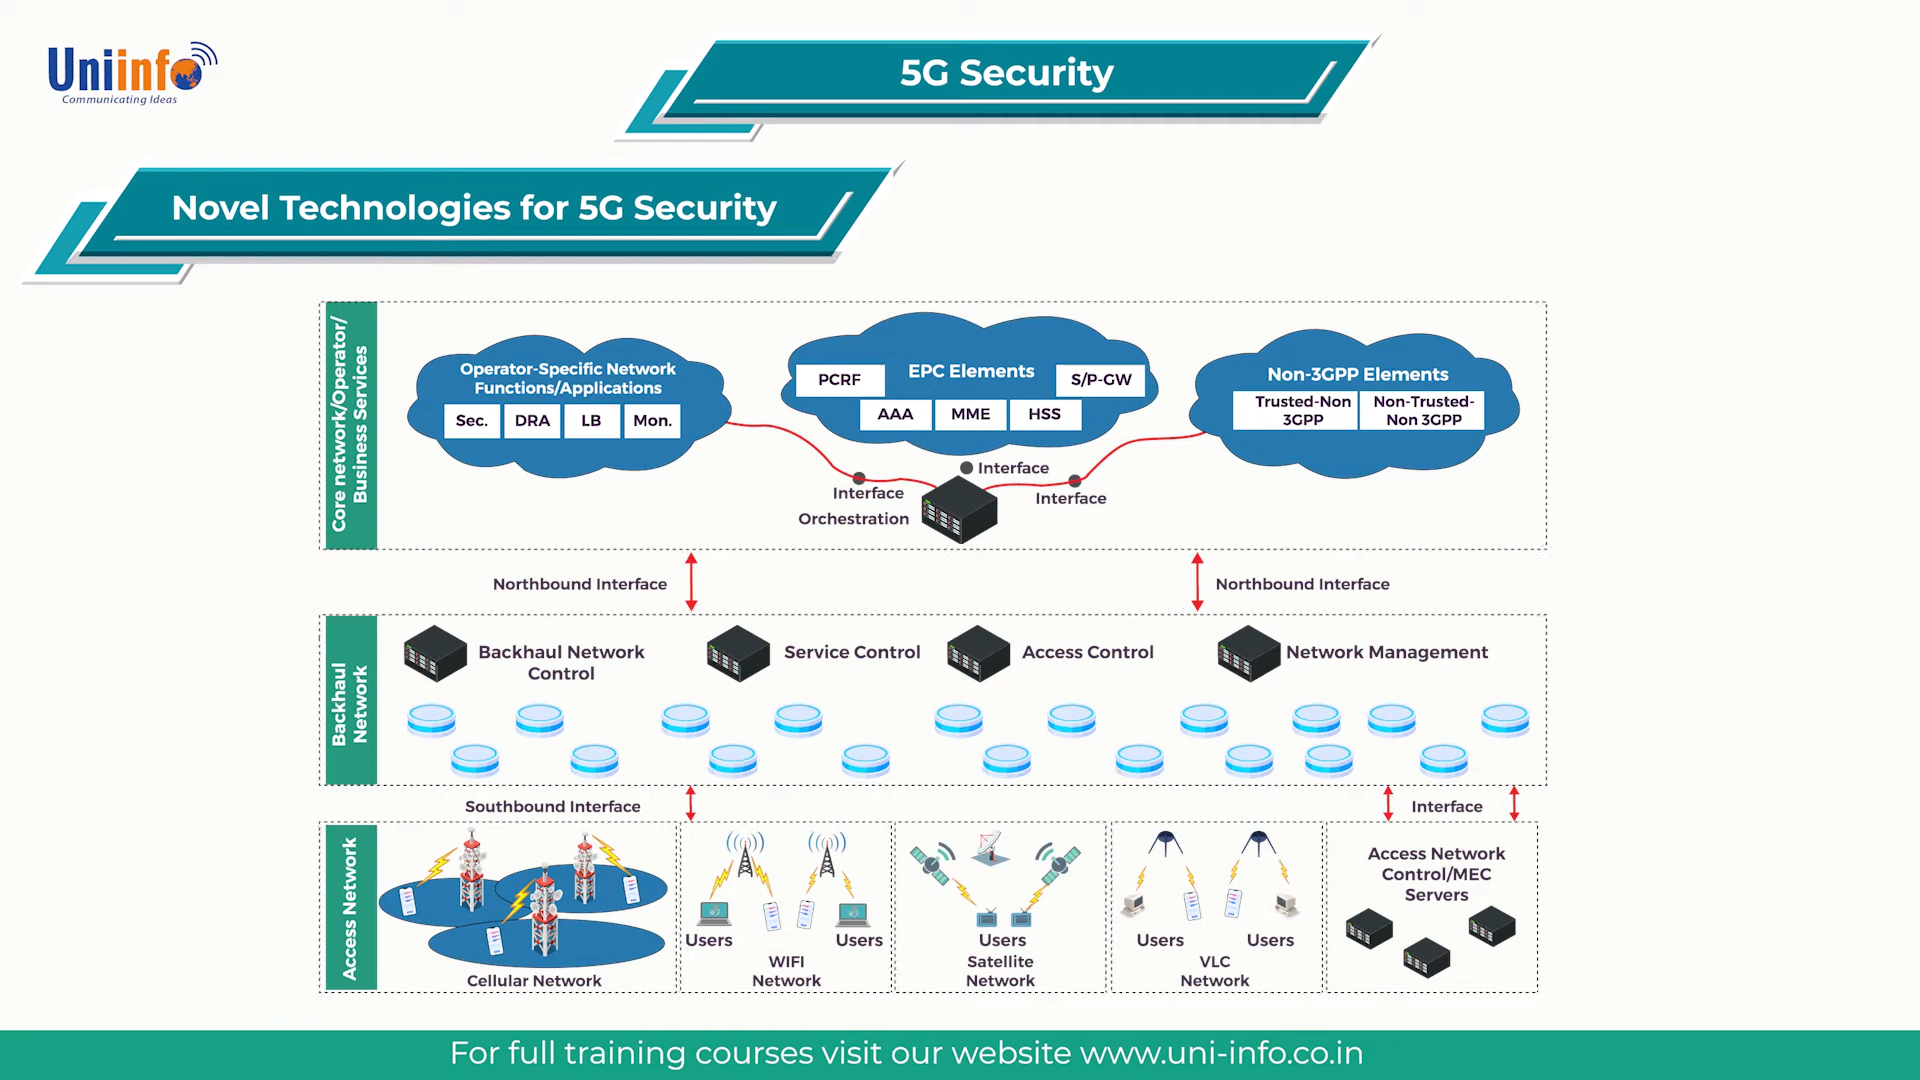 Uniinfo
Communicating Ideas
5G Security
Novel Technologies for 5G Security
Core network/Operator/
Business Services
Operator-Specific Network
Functions/Applications
Sec.
DRA
LB
Mon.
EPC Elements
PCRF
S/P-GW
AAA
MME
HSS
Non-3GPP Elements
Trusted-Non
3GPP
Non-Trusted-
Non 3GPP
Interface
Interface
Interface
Orchestration
Northbound Interface
Northbound Interface
Backhaul
Network
Backhaul Network
Control
Service Control
Access Control
Network Management
Southbound Interface
Interface
Access Network
Cellular Network
Users
Users
WIFI
Network
Users
Satellite
Network
Users
Users
VLC
Network
Access Network
Control/MEC
Servers
For full training courses visit our website www.uni-info.co.in